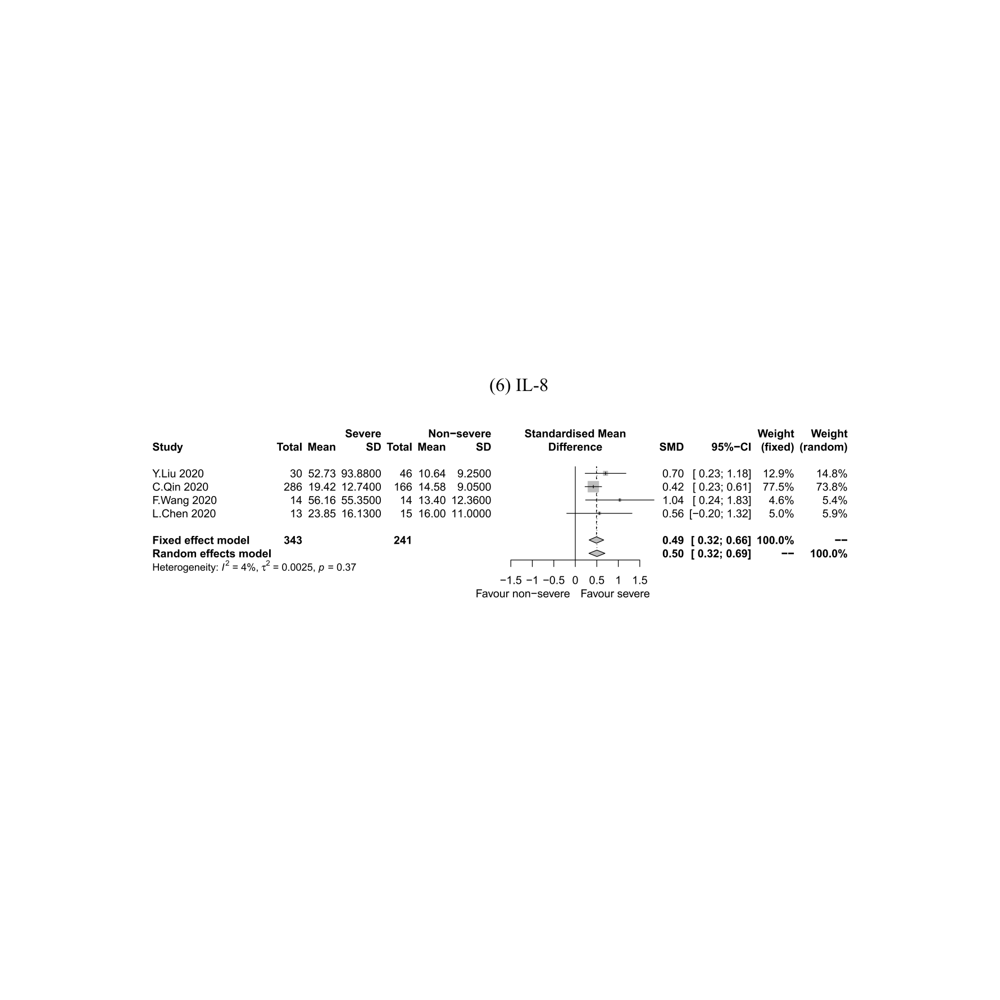 (6) IL-8
Severe Non−severe Standardised Mean Weight Weight
Study Total Mean SD Total Mean SD Difference SMD 95%−CI (fixed) (random)
Y.Liu 2020 30 52.73 93.8800 46 10.64 9.2500 0.70 [ 0.23; 1.18] 12.9% 14.8%
C.Qin 2020 286 19.42 12.7400 166 14.58 9.0500 0.42 [ 0.23; 0.61] 77.5% 73.8%
F.Wang 2020 14 56.16 55.3500 14 13.40 12.3600 1.04 [ 0.24; 1.83] 4.6% 5.4%
L.Chen 2020 13 23.85 16.1300 15 16.00 11.0000 0.56 [−0.20; 1.32] 5.0% 5.9%
Fixed effect model 343 241 0.49 [ 0.32; 0.66] 100.0% −−
Random effects model 0.50 [ 0.32; 0.69] −− 100.0%
Heterogeneity: I² = 4%, τ² = 0.0025, p = 0.37
−1.5 −1 −0.5 0 0.5 1 1.5
Favour non−severe Favour severe